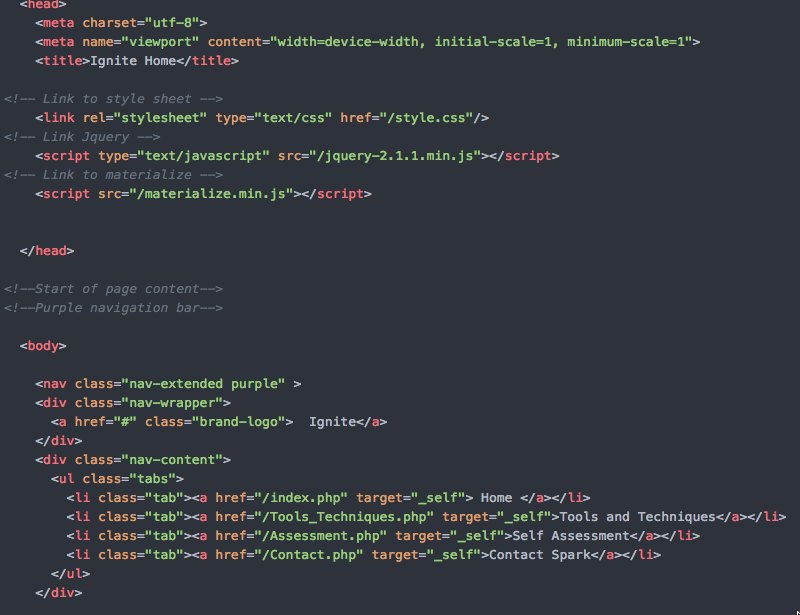 <head>
<meta charset="utf-8">
<meta name="viewport" content="width=device-width, initial-scale=1, minimum-scale=1">
<title>Ignite Home</title>
<!-- Link to style sheet -->
<link rel="stylesheet" type="text/css" href="/style.css"/>
<!-- Link Jquery -->
<script type="text/javascript" src="/jquery-2.1.1.min.js"></script>
<!-- Link to materialize -->
<script src="/materialize.min.js"></script>
</head>
<!--Start of page content-->
<!--Purple navigation bar-->
<body>
<nav class="nav-extended purple" >
<div class="nav-wrapper">
<a href="#" class="brand-logo">  Ignite</a>
</div>
<div class="nav-content">
<ul class="tabs">
<li class="tab"><a href="/index.php" target="_self"> Home </a></li>
<li class="tab"><a href="/Tools_Techniques.php" target="_self">Tools and Techniques</a></li>
<li class="tab"><a href="/Assessment.php" target="_self">Self Assessment</a></li>
<li class="tab"><a href="/Contact.php" target="_self">Contact Spark</a></li>
</ul>
</div>